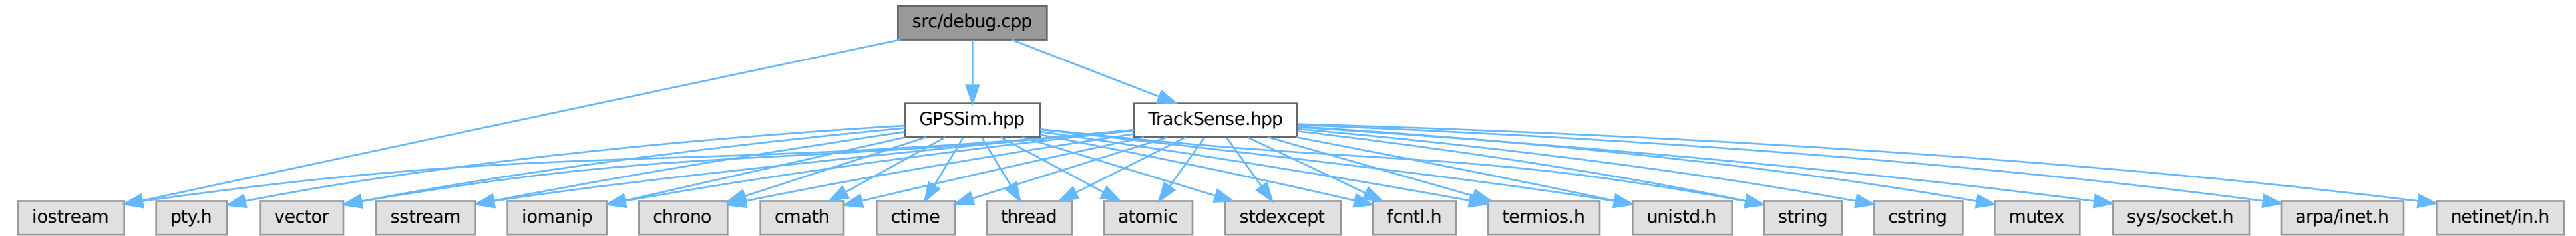 src/debug.cpp
GPSSim.hpp
TrackSense.hpp
iostream
pty.h
vector
sstream
iomanip
chrono
cmath
ctime
thread
atomic
stdexcept
fcntl.h
termios.h
unistd.h
string
cstring
mutex
sys/socket.h
arpa/inet.h
netinet/in.h